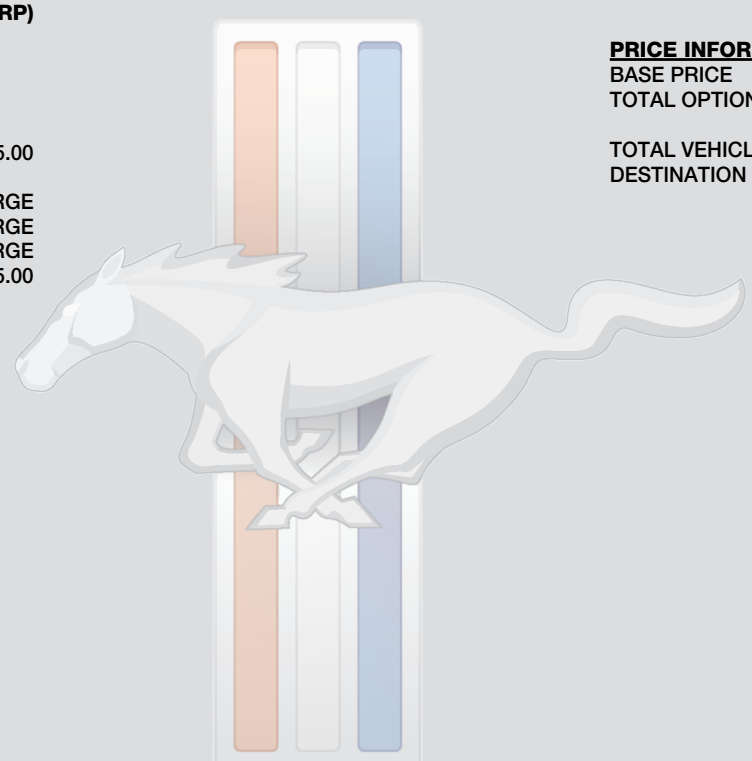 RP)
5.00
RGE
RGE
RGE
5.00
PRICE INFOR
BASE PRICE
TOTAL OPTION
TOTAL VEHICL
DESTINATION